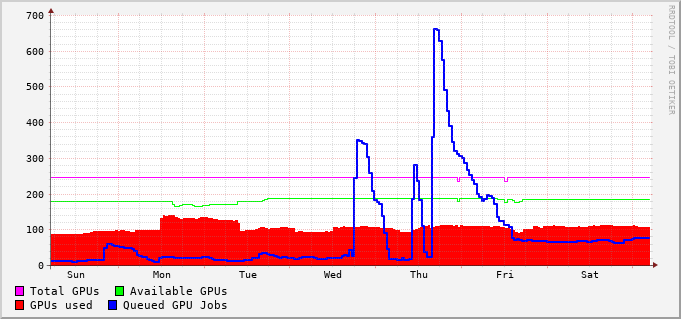 700
600
500
400
300
200
100
0
Sun Mon Tue Wed Thu Fri Sat
Total GPUs Available GPUs
GPUs used Queued GPU Jobs
RRDTOOL / TOBI OETIKER